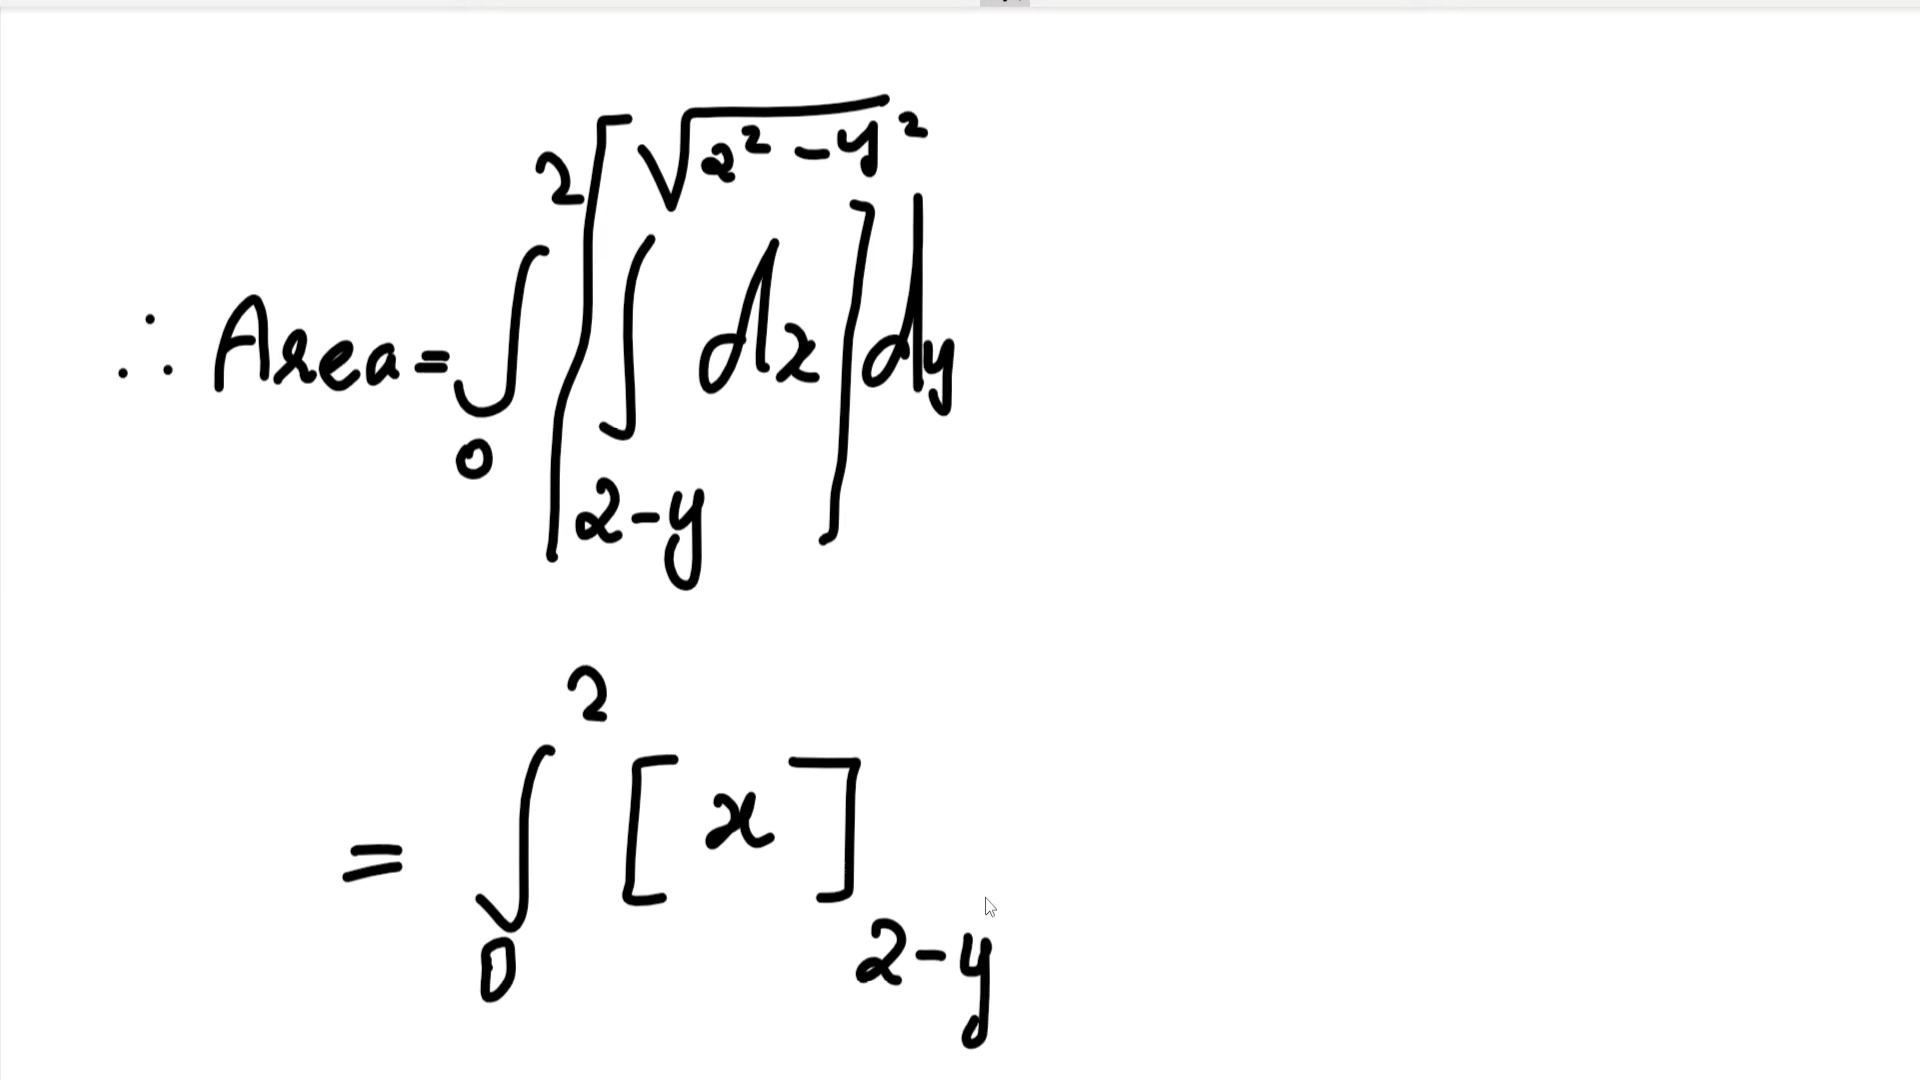 ∴ Area = ∫₀² [ ∫_{2-y}^{√(2² - y²)} dx ] dy
= ∫₀² [ x ]_{2-y}